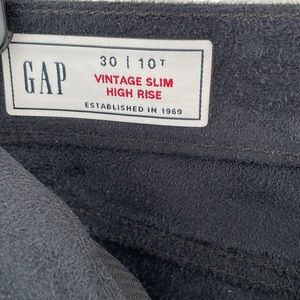 GAP
30 | 10T
VINTAGE SLIM
HIGH RISE
ESTABLISHED IN 1969